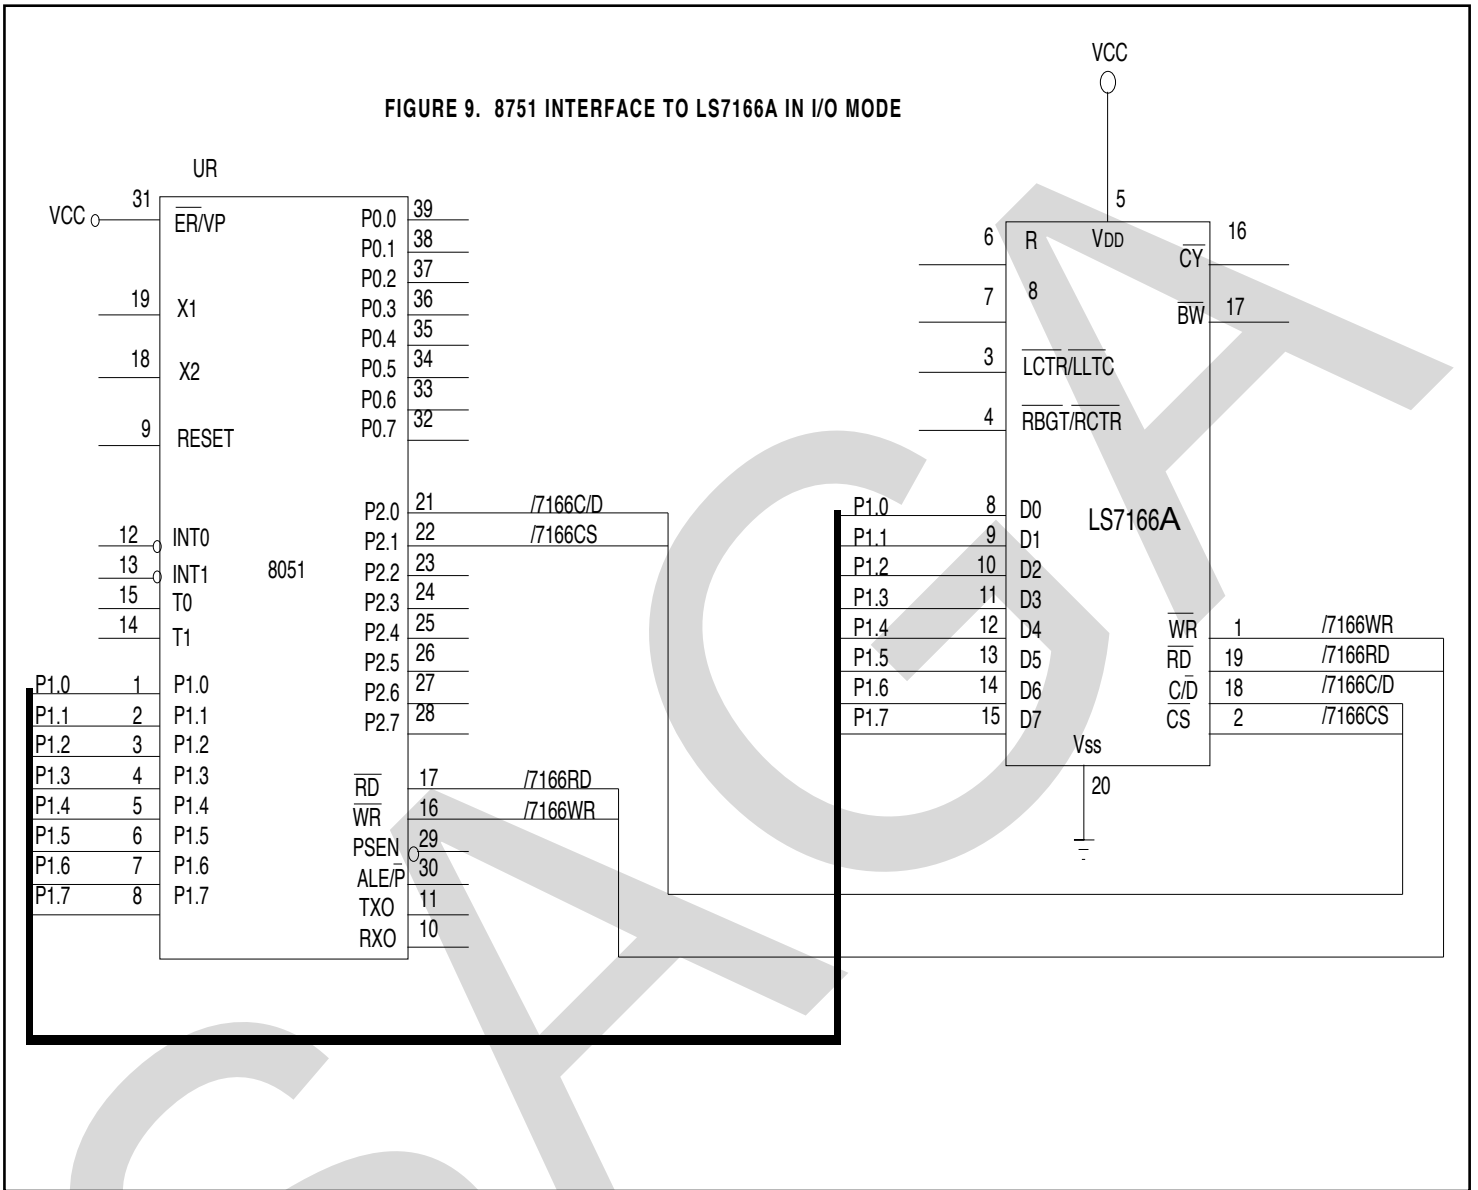 VCC
FIGURE 9. 8751 INTERFACE TO LS7166A IN I/O MODE
UR
VCC
31
ER/VP
19
X1
18
X2
9
RESET
12
INT0
13
INT1
15
T0
14
T1
8051
P1.0 1 P1.0
P1.1 2 P1.1
P1.2 3 P1.2
P1.3 4 P1.3
P1.4 5 P1.4
P1.5 6 P1.5
P1.6 7 P1.6
P1.7 8 P1.7
P0.0 39
P0.1 38
P0.2 37
P0.3 36
P0.4 35
P0.5 34
P0.6 33
P0.7 32
P2.0 21 /7166C/D
P2.1 22 /7166CS
P2.2 23
P2.3 24
P2.4 25
P2.5 26
P2.6 27
P2.7 28
RD 17 /7166RD
WR 16 /7166WR
PSEN 29
ALE/P 30
TXO 11
RXO 10
5
VDD
6 R
7 8
3 LCTR/LLTC
4 RBGT/RCTR
CY 16
BW 17
LS7166A
P1.0 8 D0
P1.1 9 D1
P1.2 10 D2
P1.3 11 D3
P1.4 12 D4
P1.5 13 D5
P1.6 14 D6
P1.7 15 D7
WR 1 /7166WR
RD 19 /7166RD
C/D 18 /7166C/D
CS 2 /7166CS
Vss
20
SAGA